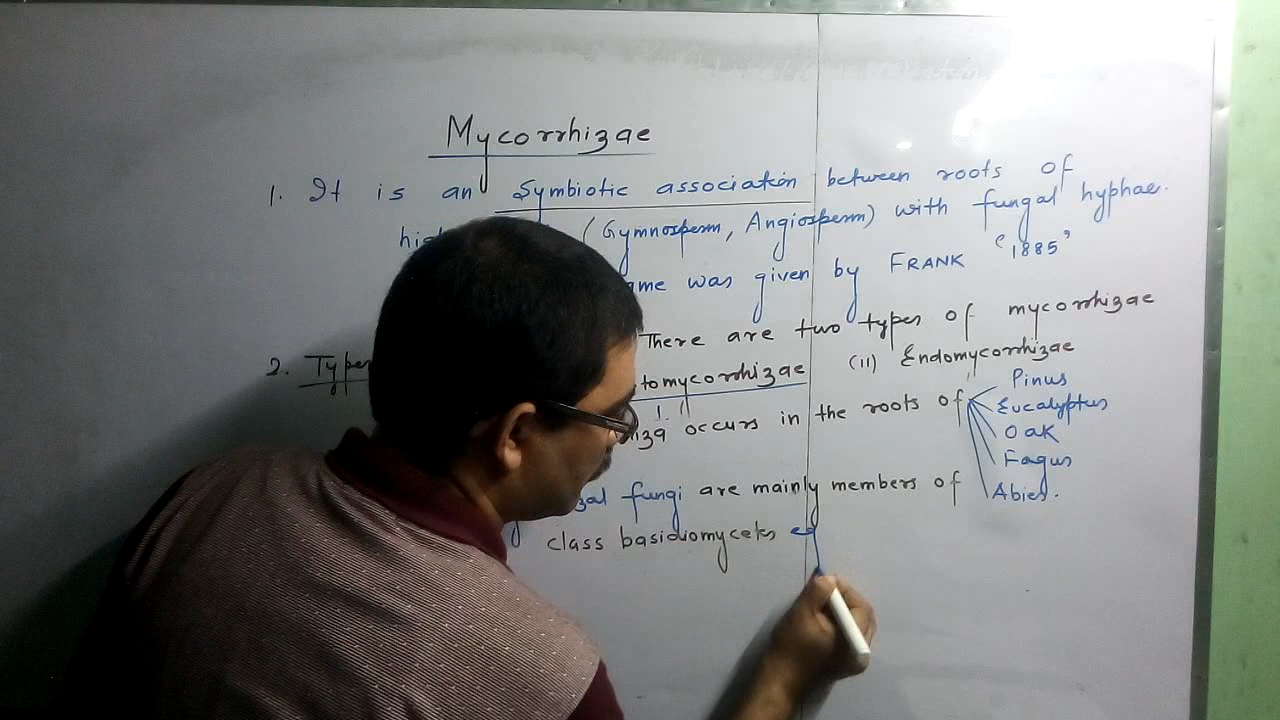 Mycorrhizae
1. It is an Symbiotic association between roots of
(Gymnosperm, Angiosperm) with fungal hyphae.
was given by FRANK '1885'
2. There are two types of mycorrhizae
(II) Endomycorrhizae
1.
occurs in the roots of
Pinus
Eucalyptus
Oak
Fagus
Abies.
fungi are mainly members of
class basidiomycetes eg